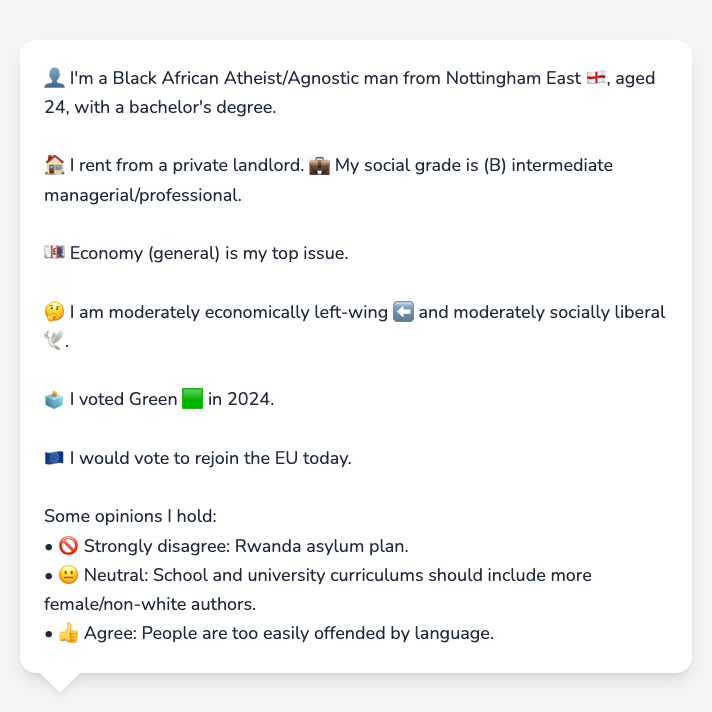 👤 I'm a Black African Atheist/Agnostic man from Nottingham East 🏴󠁧󠁢󠁥󠁮󠁧󠁿, aged
24, with a bachelor's degree.
🏠 I rent from a private landlord. 💼 My social grade is (B) intermediate
managerial/professional.
💷 Economy (general) is my top issue.
🤔 I am moderately economically left-wing ⬅️ and moderately socially liberal
🕊️.
🗳️ I voted Green 🟩 in 2024.
🇪🇺 I would vote to rejoin the EU today.
Some opinions I hold:
• 🚫 Strongly disagree: Rwanda asylum plan.
• 😐 Neutral: School and university curriculums should include more
female/non-white authors.
• 👍 Agree: People are too easily offended by language.